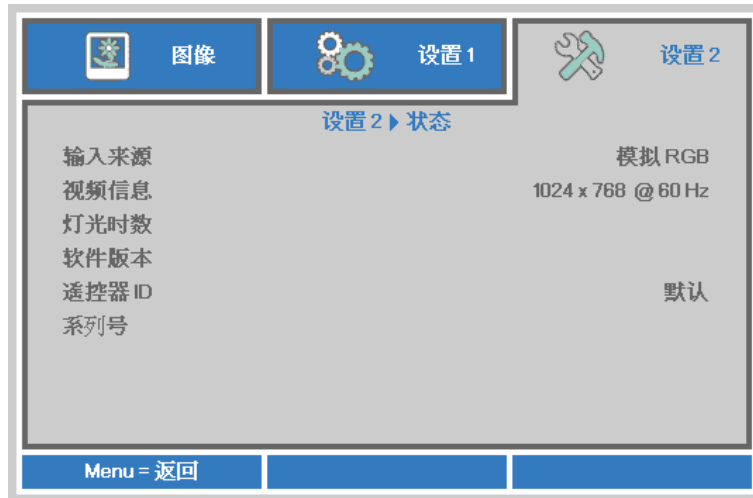 图像 设置 1 设置 2
设置 2 状态
输入来源 模拟 RGB
视频信息 1024 x 768 @ 60 Hz
灯光时数
软件版本
遥控器 ID 默认
系列号
Menu = 返回